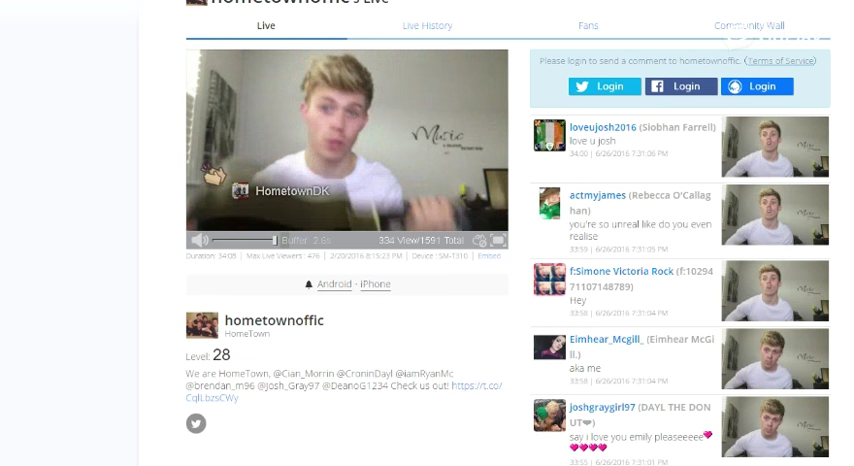 hometownoffic's Live
Live
Live History
Fans
Community Wall
Music
HometownDK
Buffer: 2.6s
334 View/1591 Total
Duration: 34:08 | Max Live Viewers : 476 | 2/20/2016 8:15:23 PM | Device : SM-T310 | Embed
Android - iPhone
hometownoffic
HomeTown
Level: 28
We are HomeTown, @Cian_Morrin @CroninDayl @iamRyanMc
@brendan_m96 @Josh_Gray97 @DeanoG1234 Check us out! https://t.co/
CqlLbzsCWy
Please login to send a comment to hometownoffic. (Terms of Service)
Login
Login
Login
loveujosh2016 (Siobhan Farrell)
love u josh
34:00 | 6/26/2016 7:31:06 PM
actmyjames (Rebecca O'Callag
han)
you're so unreal like do you even
realise
33:59 | 6/26/2016 7:31:05 PM
f:Simone Victoria Rock (f:10294
71107148789)
Hey
33:58 | 6/26/2016 7:31:04 PM
Eimhear_Mcgill_ (Eimhear McGi
ll.)
aka me
33:58 | 6/26/2016 7:31:04 PM
joshgraygirl97 (DAYL THE DON
UT❤)
say i love you emily pleaseeeee💘
💘💘💘💘
33:55 | 6/26/2016 7:31:01 PM